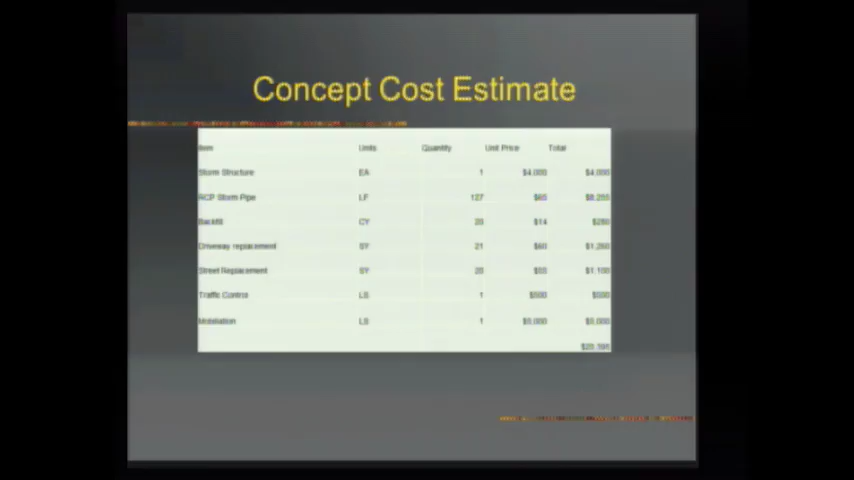 Concept Cost Estimate
Item Units Quantity Unit Price Total
Storm Structure EA 1 $4,000 $4,000
RCP Storm Pipe LF 127 $65 $8,255
Backfill CY 20 $14 $280
Driveway replacement SY 21 $60 $1,260
Street Replacement SY 20 $55 $1,100
Traffic Control LS 1 $500 $500
LS 1 $5,000 $5,000
$20,395